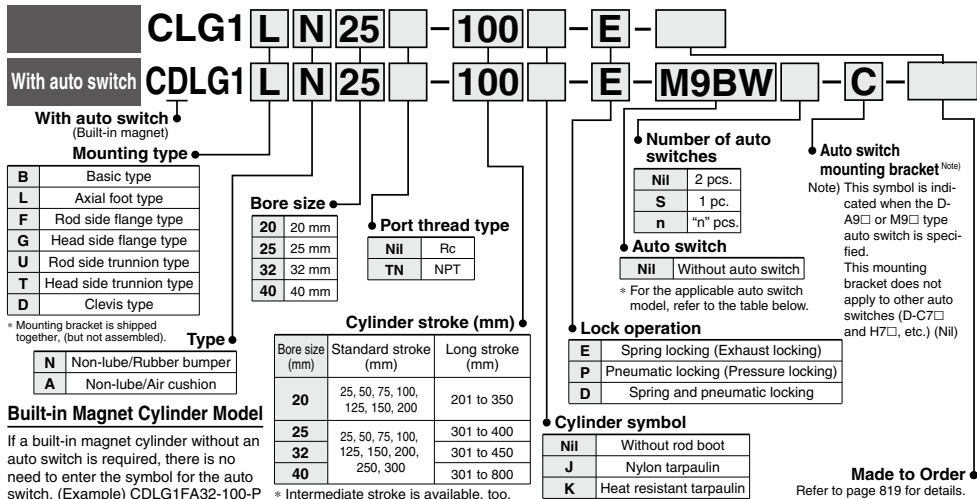 CLG1 L N 25 – 100 – E –
With auto switch CDLG1 L N 25 – 100 – E – M9BW – C –
With auto switch
(Built-in magnet)
Mounting type
B Basic type
L Axial foot type
F Rod side flange type
G Head side flange type
U Rod side trunnion type
T Head side trunnion type
D Clevis type
* Mounting bracket is shipped
together, (but not assembled).
Type
N Non-lube/Rubber bumper
A Non-lube/Air cushion
Built-in Magnet Cylinder Model
If a built-in magnet cylinder without an
auto switch is required, there is no
need to enter the symbol for the auto
switch. (Example) CDLG1FA32-100-P
Bore size
20 20 mm
25 25 mm
32 32 mm
40 40 mm
Port thread type
Nil Rc
TN NPT
Cylinder stroke (mm)
Bore size (mm) Standard stroke (mm) Long stroke (mm)
20 25, 50, 75, 100, 125, 150, 200 201 to 350
25 25, 50, 75, 100, 125, 150, 200, 250, 300 301 to 400
32 301 to 450
40 301 to 800
* Intermediate stroke is available, too.
Number of auto
switches
Nil 2 pcs.
S 1 pc.
n “n” pcs.
Auto switch
Nil Without auto switch
* For the applicable auto switch
model, refer to the table below.
Lock operation
E Spring locking (Exhaust locking)
P Pneumatic locking (Pressure locking)
D Spring and pneumatic locking
Cylinder symbol
Nil Without rod boot
J Nylon tarpaulin
K Heat resistant tarpaulin
Auto switch
mounting bracket Note)
Note) This symbol is indi-
cated when the D-
A9□ or M9□ type
auto switch is speci-
fied.
This mounting
bracket does not
apply to other auto
switches (D-C7□
and H7□, etc.) (Nil)
Made to Order
Refer to page 819 for details.